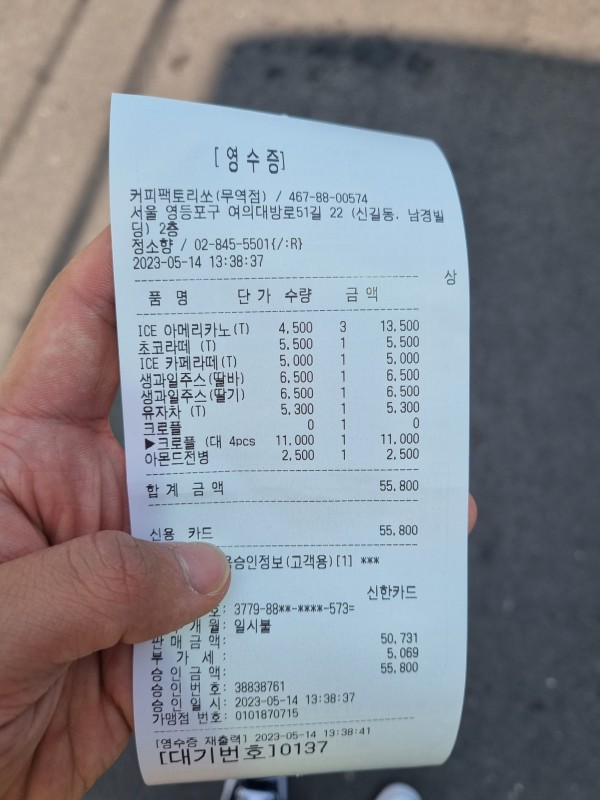 [영수증]
커피팩토리쏘(무역점) / 467-88-00574
서울 영등포구 여의대방로51길 22 (신길동, 남경빌
딩) 2층
정소향 / 02-845-5501{/:R}
2023-05-14 13:38:37
상
품 명 단가 수량 금액
ICE 아메리카노(T) 4,500 3 13,500
초코라떼 (T) 5,500 1 5,500
ICE 카페라떼(T) 5,000 1 5,000
생과일주스(딸바) 6,500 1 6,500
생과일주스(딸기) 6,500 1 6,500
유자차 (T) 5,300 1 5,300
크로플 0 1 0
▶크로플 (대 4pcs 11,000 1 11,000
아몬드전병 2,500 1 2,500
합 계 금 액 55,800
신용 카드 55,800
승인정보(고객용)[1] ***
신한카드
호: 3779-88**-****-573=
개 월: 일시불
판 매 금 액: 50,731
부 가 세 : 5,069
승 인 금 액: 55,800
승 인 번 호: 38838761
승 인 일 시: 2023-05-14 13:38:37
가맹점 번호: 0101870715
[영수증 재출력] 2023-05-14 13:38:41
[대기번호]0137